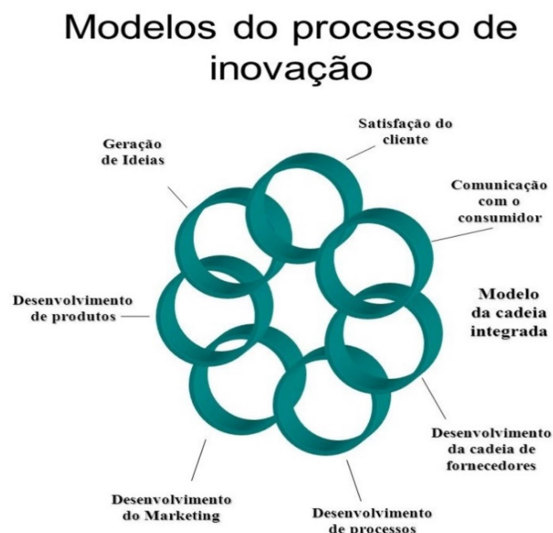 Modelos do processo de
inovação
Satisfação do
cliente
Geração
de Ideias
Comunicação
com o
consumidor
Desenvolvimento
de produtos
Modelo
da cadeia
integrada
Desenvolvimento
da cadeia de
fornecedores
Desenvolvimento
do Marketing
Desenvolvimento
de processos